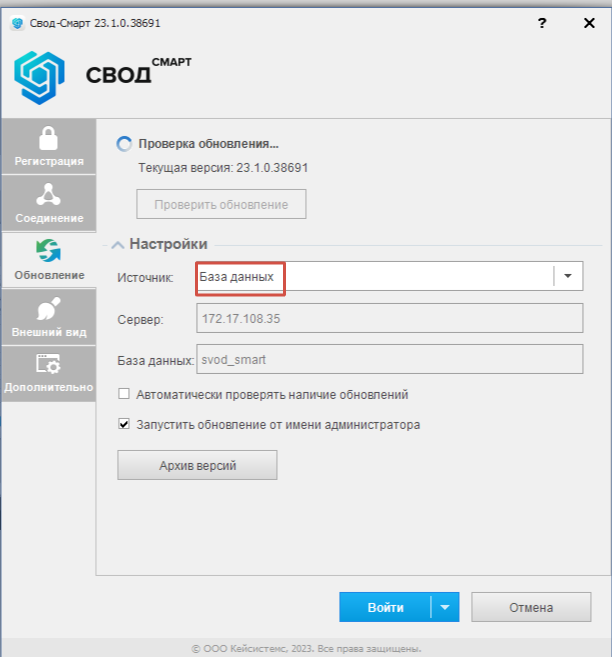 Свод-Смарт 23.1.0.38691
?
СВОД СМАРТ
Регистрация
Соединение
Обновление
Внешний вид
Дополнительно
Проверка обновления...
Текущая версия: 23.1.0.38691
Проверить обновление
Настройки
Источник: База данных
Сервер: 172.17.108.35
База данных: svod_smart
Автоматически проверять наличие обновлений
Запустить обновление от имени администратора
Архив версий
Войти
Отмена
© ООО Кейсистемс, 2023. Все права защищены.